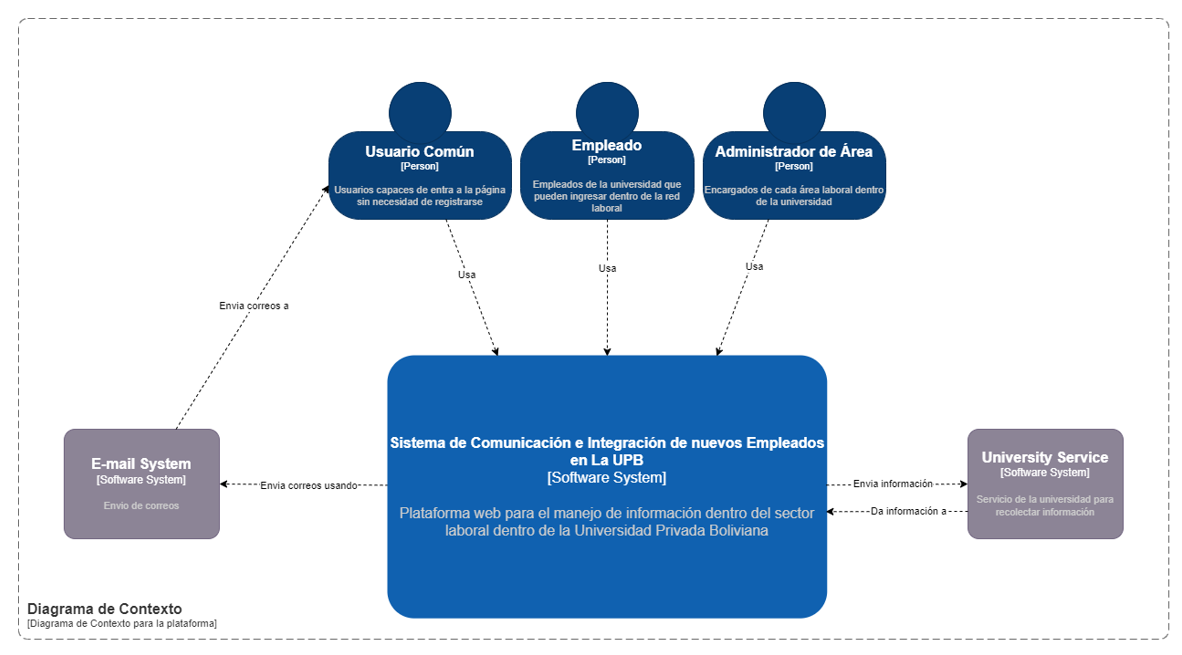 Usuario Común
[Person]
Usuarios capaces de entra a la página
sin necesidad de registrarse
Empleado
[Person]
Empleados de la universidad que
pueden ingresar dentro de la red
laboral
Administrador de Área
[Person]
Encargados de cada área laboral dentro
de la universidad
Usa
Usa
Usa
Envia correos a
E-mail System
[Software System]
Envio de correos
Envia correos usando
Sistema de Comunicación e Integración de nuevos Empleados
en La UPB
[Software System]
Plataforma web para el manejo de información dentro del sector
laboral dentro de la Universidad Privada Boliviana
Envia información
Da información a
University Service
[Software System]
Servicio de la universidad para
recolectar información
Diagrama de Contexto
[Diagrama de Contexto para la plataforma]